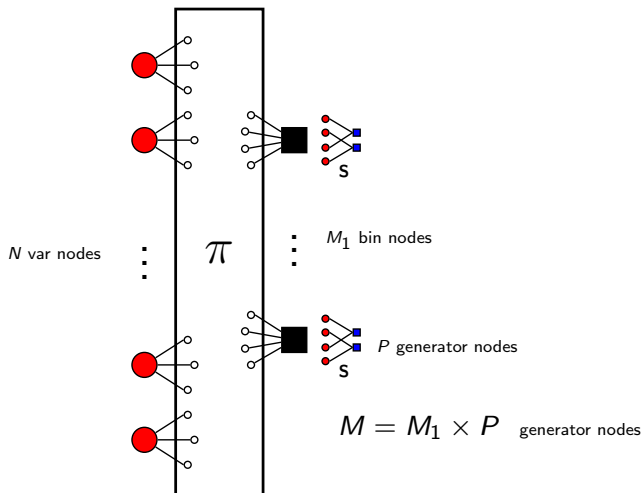 S
N var nodes
π
M₁ bin nodes
P generator nodes
S
M = M₁ × P generator nodes